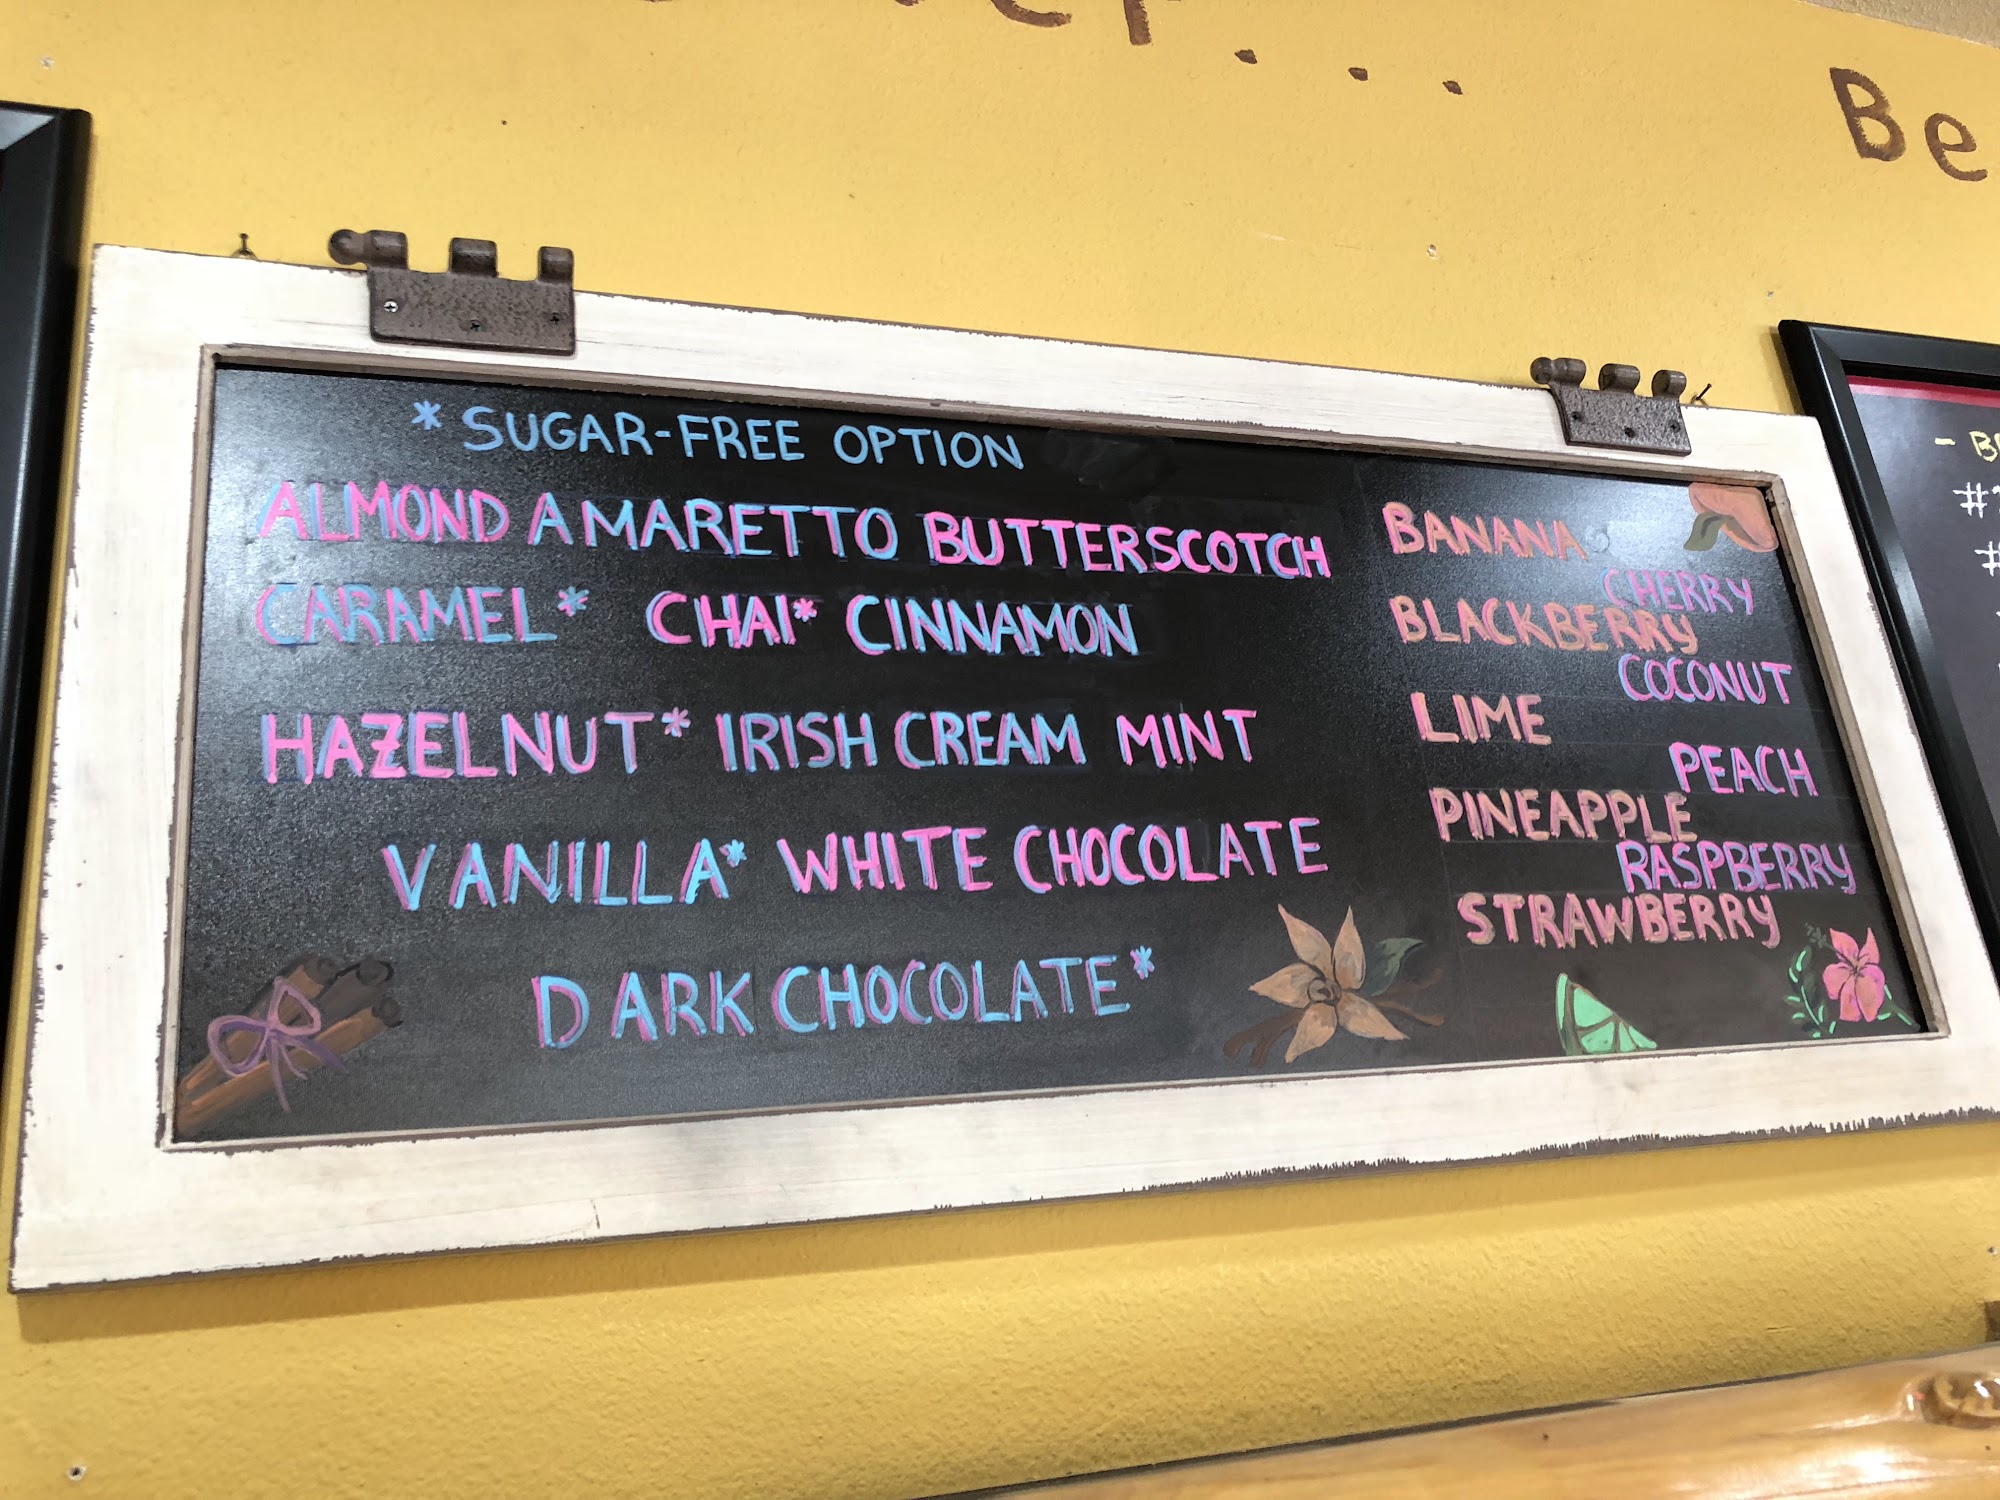 Be
*SUGAR-FREE OPTION
ALMOND AMARETTO BUTTERSCOTCH
CARAMEL* CHAI* CINNAMON
HAZELNUT* IRISH CREAM MINT
VANILLA* WHITE CHOCOLATE
DARK CHOCOLATE*
BANANA
CHERRY
BLACKBERRY
COCONUT
LIME
PEACH
PINEAPPLE
RASPBERRY
STRAWBERRY